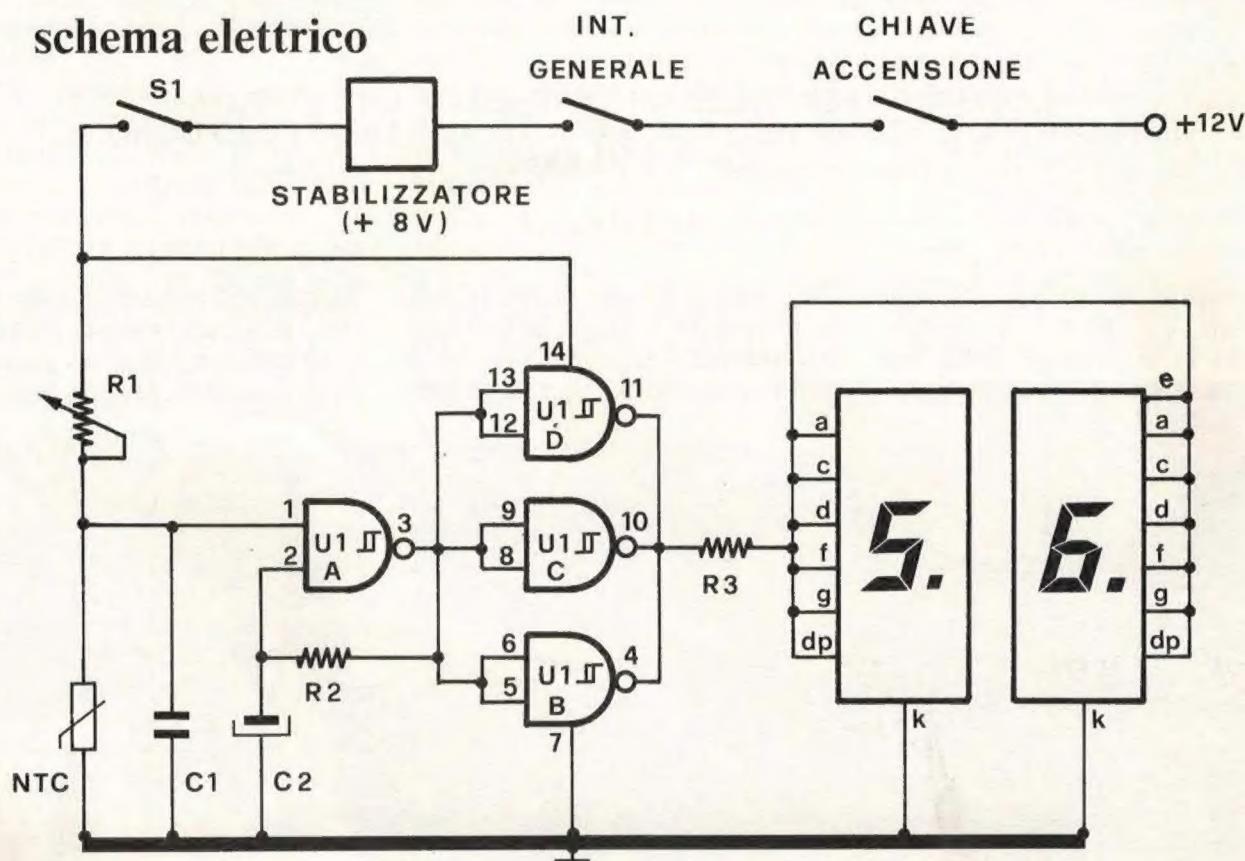 schema elettrico
INT.
GENERALE
CHIAVE
ACCENSIONE
S1
+12V
STABILIZZATORE
(+ 8V)
R1
14
13
12
U1
D
11
1
2
U1
A
3
9
8
U1
C
10
R3
6
5
U1
B
4
7
R2
NTC
C1
C2
a
c
d
f
g
dp
5.
k
6.
e
a
c
d
f
g
dp
k